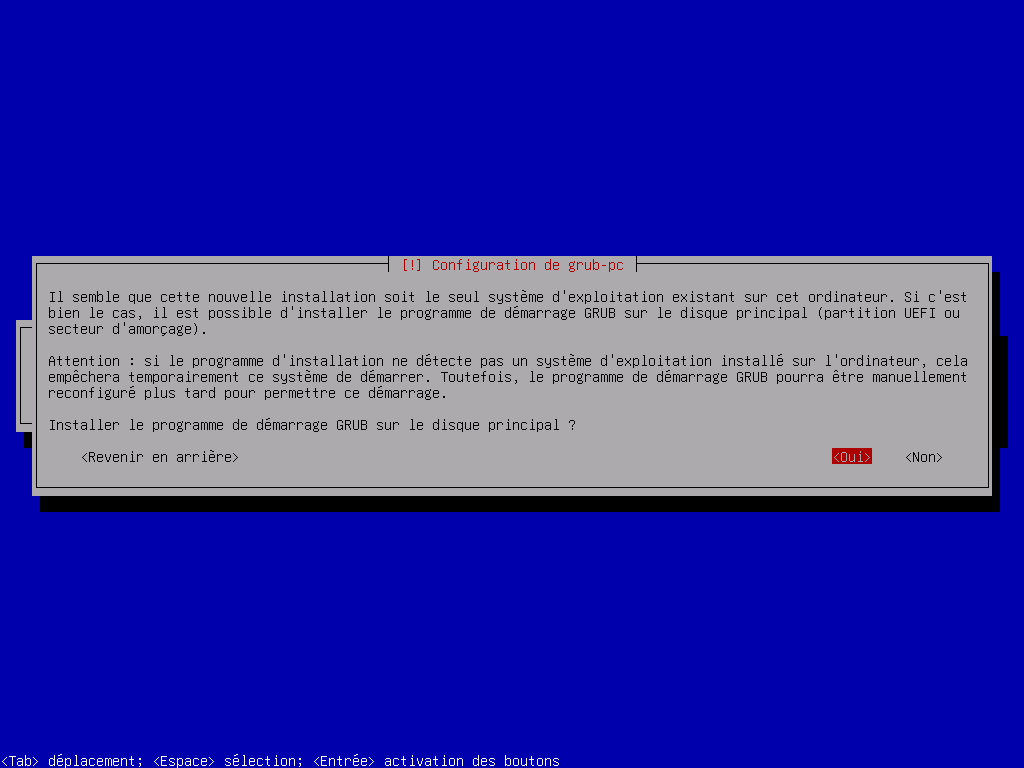 [!] Configuration de grub-pc
Il semble que cette nouvelle installation soit le seul système d'exploitation existant sur cet ordinateur. Si c'est
bien le cas, il est possible d'installer le programme de démarrage GRUB sur le disque principal (partition UEFI ou
secteur d'amorçage).
Attention : si le programme d'installation ne détecte pas un système d'exploitation installé sur l'ordinateur, cela
empêchera temporairement ce système de démarrer. Toutefois, le programme de démarrage GRUB pourra être manuellement
reconfiguré plus tard pour permettre ce démarrage.
Installer le programme de démarrage GRUB sur le disque principal ?
<Revenir en arrière> <Oui> <Non>
<Tab> déplacement; <Espace> sélection; <Entrée> activation des boutons